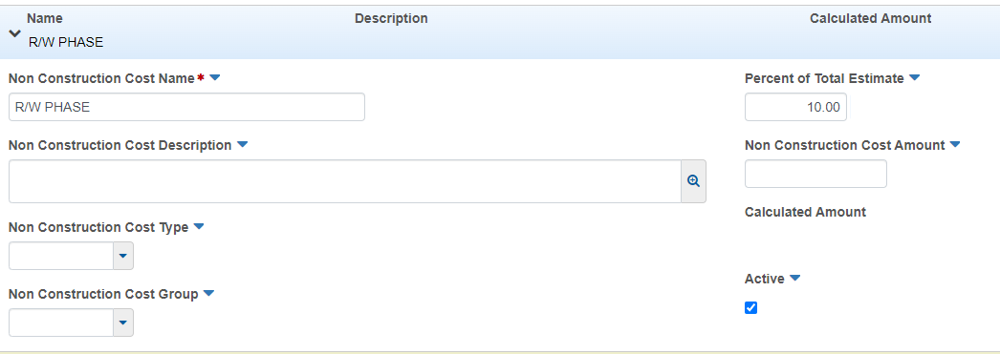 Name Description Calculated Amount
R/W PHASE
Non Construction Cost Name* Percent of Total Estimate
R/W PHASE 10.00
Non Construction Cost Description Non Construction Cost Amount
Calculated Amount
Non Construction Cost Type
Active
Non Construction Cost Group